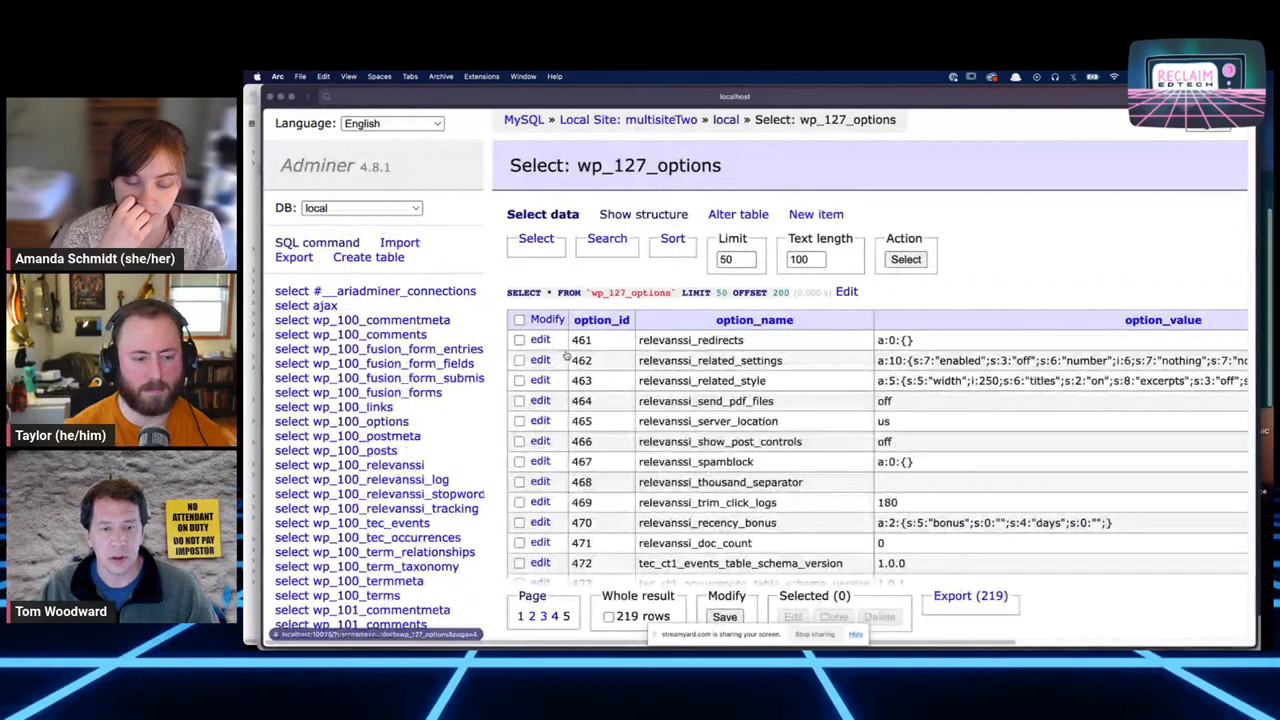 RECLAIM
EDTECH
Arc File Edit View Spaces Tabs Archive Extensions Window Help
localhost
Language: English
MySQL » Local Site: multisiteTwo » local » Select: wp_127_options
Adminer 4.8.1
Select: wp_127_options
DB: local
Select data Show structure Alter table New item
SQL command Import
Export Create table
Select Search Sort Limit 50 Text length 100 Action Select
SELECT * FROM `wp_127_options` LIMIT 50 OFFSET 200 (0.000 s) Edit
select #__ariadminer_connections
select ajax
select wp_100_commentmeta
select wp_100_comments
select wp_100_fusion_form_entries
select wp_100_fusion_form_fields
select wp_100_fusion_form_submis
select wp_100_fusion_forms
select wp_100_links
select wp_100_options
select wp_100_postmeta
select wp_100_posts
select wp_100_relevanssi
select wp_100_relevanssi_log
select wp_100_relevanssi_stopword
select wp_100_relevanssi_tracking
select wp_100_tec_events
select wp_100_tec_occurrences
select wp_100_term_relationships
select wp_100_term_taxonomy
select wp_100_termmeta
select wp_100_terms
select wp_101_commentmeta
select wp_101_comments
Modify option_id option_name option_value
edit 461 relevanssi_redirects a:0:{}
edit 462 relevanssi_related_settings a:10:{s:7:"enabled";s:3:"off";s:6:"number";i:6;s:7:"nothing";s:7:"no
edit 463 relevanssi_related_style a:5:{s:5:"width";i:250;s:6:"titles";s:2:"on";s:8:"excerpts";s:3:"off";s
edit 464 relevanssi_send_pdf_files off
edit 465 relevanssi_server_location us
edit 466 relevanssi_show_post_controls off
edit 467 relevanssi_spamblock a:0:{}
edit 468 relevanssi_thousand_separator
edit 469 relevanssi_trim_click_logs 180
edit 470 relevanssi_recency_bonus a:2:{s:5:"bonus";s:0:"";s:4:"days";s:0:"";}
edit 471 relevanssi_doc_count 0
edit 472 tec_ct1_events_table_schema_version 1.0.0
Page Whole result Modify Selected (0) Export (219)
1 2 3 4 5 219 rows Save Edit Clone Delete
streamyard.com is sharing your screen. Stop sharing Hide
Amanda Schmidt (she/her)
Taylor (he/him)
NO
ATTENDANT
ON DUTY
DO NOT PAY
IMPOSTOR
Tom Woodward